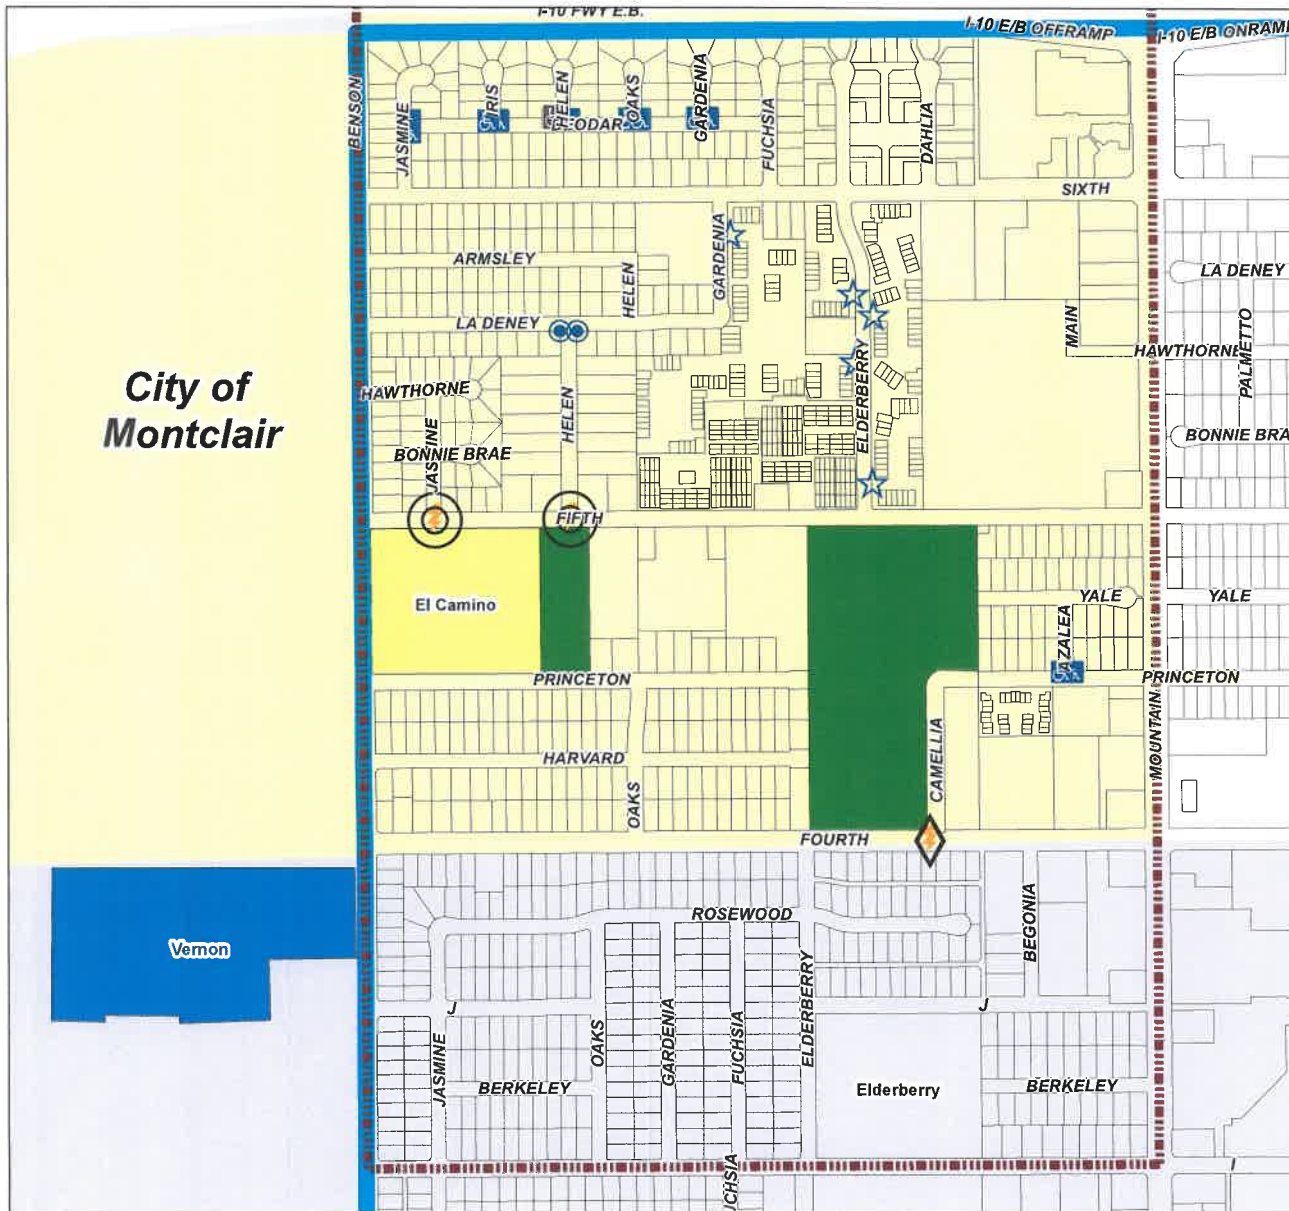 I-10 FWY E.B.
I-10 E/B OFFRAMP
I-10 E/B ONRAMP
BENSON
JASMINE
IRIS
HELEN
OAKS
GARDENIA
FUCHSIA
DAHLIA
DEODAR
SIXTH
ARMSLEY
HELEN
GARDENIA
LA DENEY
LA DENEY
MAIN
HAWTHORNE
PALMETTO
ELDERBERRY
City of
Montclair
HAWTHORNE
JASMINE
BONNIE BRAE
HELEN
BONNIE BRAE
FIFTH
El Camino
YALE
YALE
AZALEA
PRINCETON
PRINCETON
MOUNTAIN
CAMELLIA
HARVARD
OAKS
FOURTH
Vernon
ROSEWOOD
BEGONIA
ELDERBERRY
J
J
JASMINE
OAKS
GARDENIA
FUCHSIA
BERKELEY
Elderberry
BERKELEY
I
UCHSIA